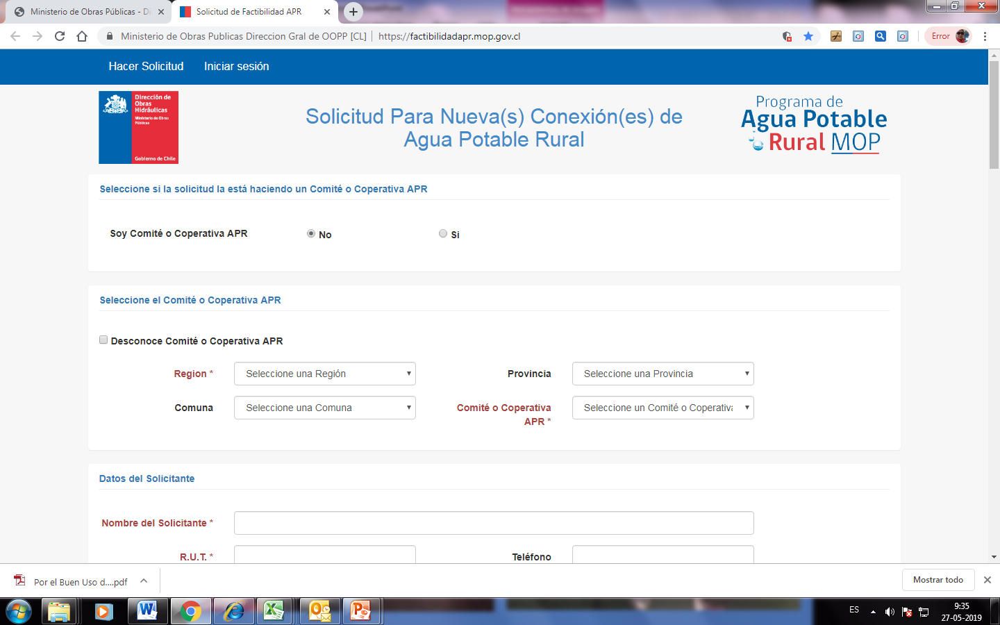 Ministerio de Obras Públicas - Di
Solicitud de Factibilidad APR
Ministerio de Obras Publicas Direccion Gral de OOPP [CL] | https://factibilidadapr.mop.gov.cl
Error
Hacer Solicitud
Iniciar sesión
Dirección de
Obras
Hidráulicas
Ministerio de Obras
Públicas
Gobierno de Chile
Solicitud Para Nueva(s) Conexión(es) de
Agua Potable Rural
Programa de
Agua Potable
Rural MOP
Seleccione si la solicitud la está haciendo un Comité o Coperativa APR
Soy Comité o Coperativa APR
No
Si
Seleccione el Comité o Coperativa APR
Desconoce Comité o Coperativa APR
Region *
Seleccione una Región
Provincia
Seleccione una Provincia
Comuna
Seleccione una Comuna
Comité o Coperativa
APR *
Seleccione un Comité o Coperativa
Datos del Solicitante
Nombre del Solicitante *
R.U.T. *
Teléfono
Por el Buen Uso d....pdf
Mostrar todo
ES
9:35
27-05-2019